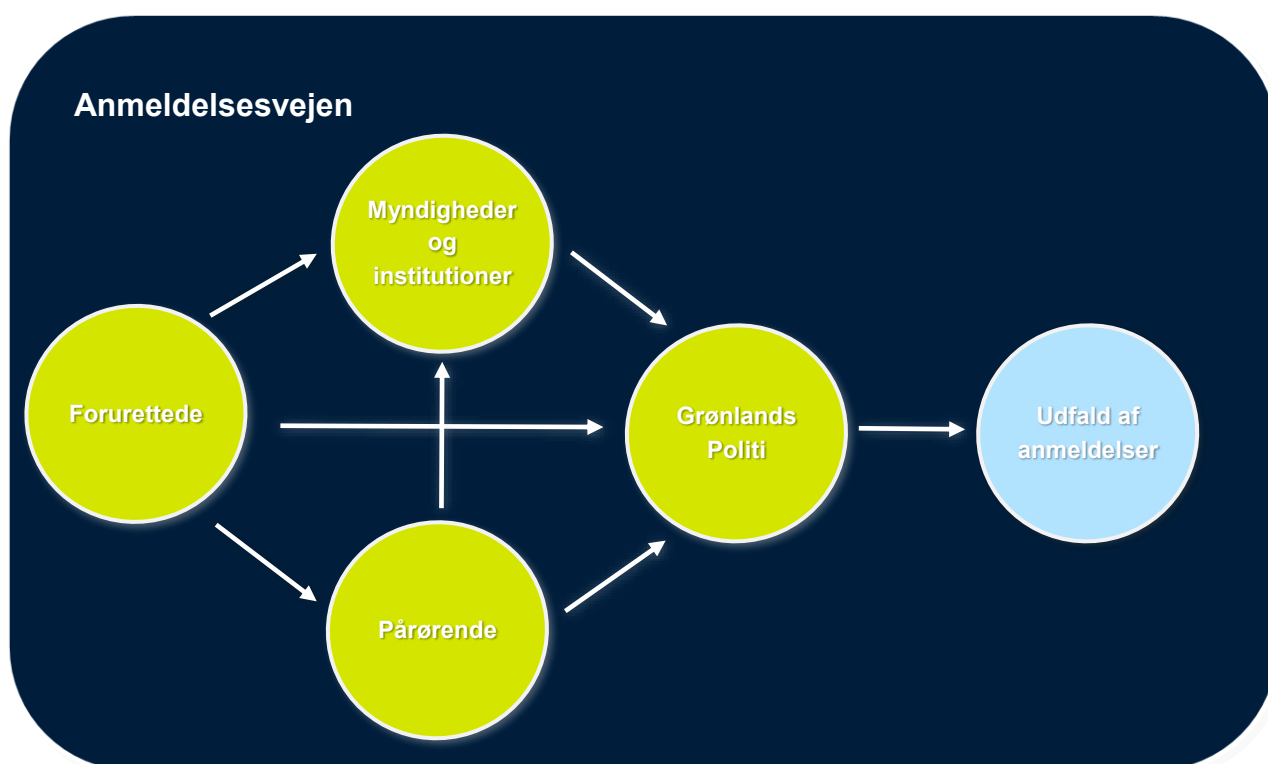 Anmeldelsesvejen
Myndigheder
og
institutioner
Forurettede
Grønlands
Politi
Udfald af
anmeldelser
Pårørende